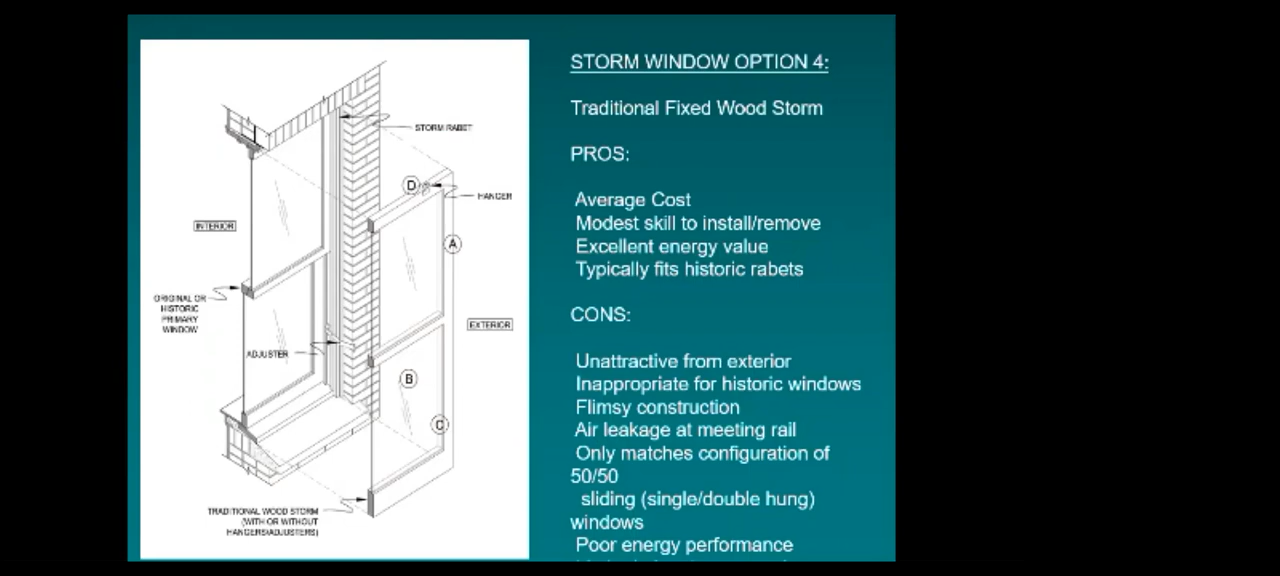 STORM WINDOW OPTION 4:
Traditional Fixed Wood Storm
PROS:
Average Cost
Modest skill to install/remove
Excellent energy value
Typically fits historic rabets
CONS:
Unattractive from exterior
Inappropriate for historic windows
Flimsy construction
Air leakage at meeting rail
Only matches configuration of
50/50
sliding (single/double hung)
windows
Poor energy performance
STORM RABET
D
HANGER
INTERIOR
A
ORIGINAL OR
HISTORIC
PRIMARY
WINDOW
EXTERIOR
ADJUSTER
B
C
TRADITIONAL WOOD STORM
(WITH OR WITHOUT
HANGERS/ADJUSTERS)